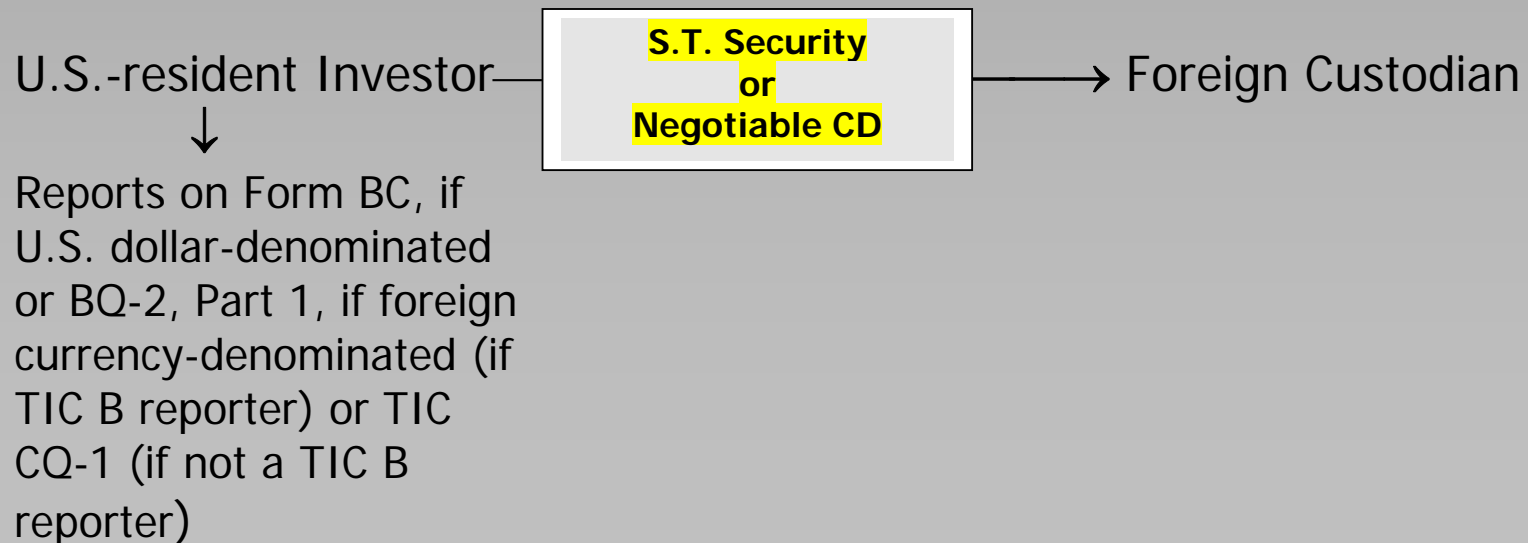 U.S.-resident Investor
S.T. Security
or
Negotiable CD
Foreign Custodian
Reports on Form BC, if
U.S. dollar-denominated
or BQ-2, Part 1, if foreign
currency-denominated (if
TIC B reporter) or TIC
CQ-1 (if not a TIC B
reporter)